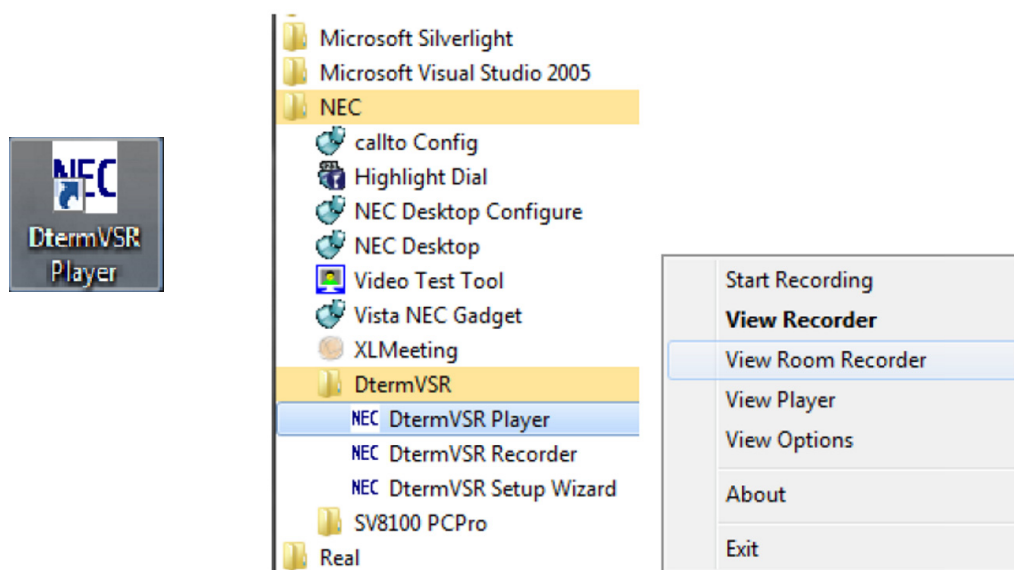 NEC
DtermVSR
Player
Microsoft Silverlight
Microsoft Visual Studio 2005
NEC
callto Config
Highlight Dial
NEC Desktop Configure
NEC Desktop
Video Test Tool
Vista NEC Gadget
XLMeeting
DtermVSR
NEC DtermVSR Player
NEC DtermVSR Recorder
NEC DtermVSR Setup Wizard
SV8100 PCPro
Real
Start Recording
View Recorder
View Room Recorder
View Player
View Options
About
Exit